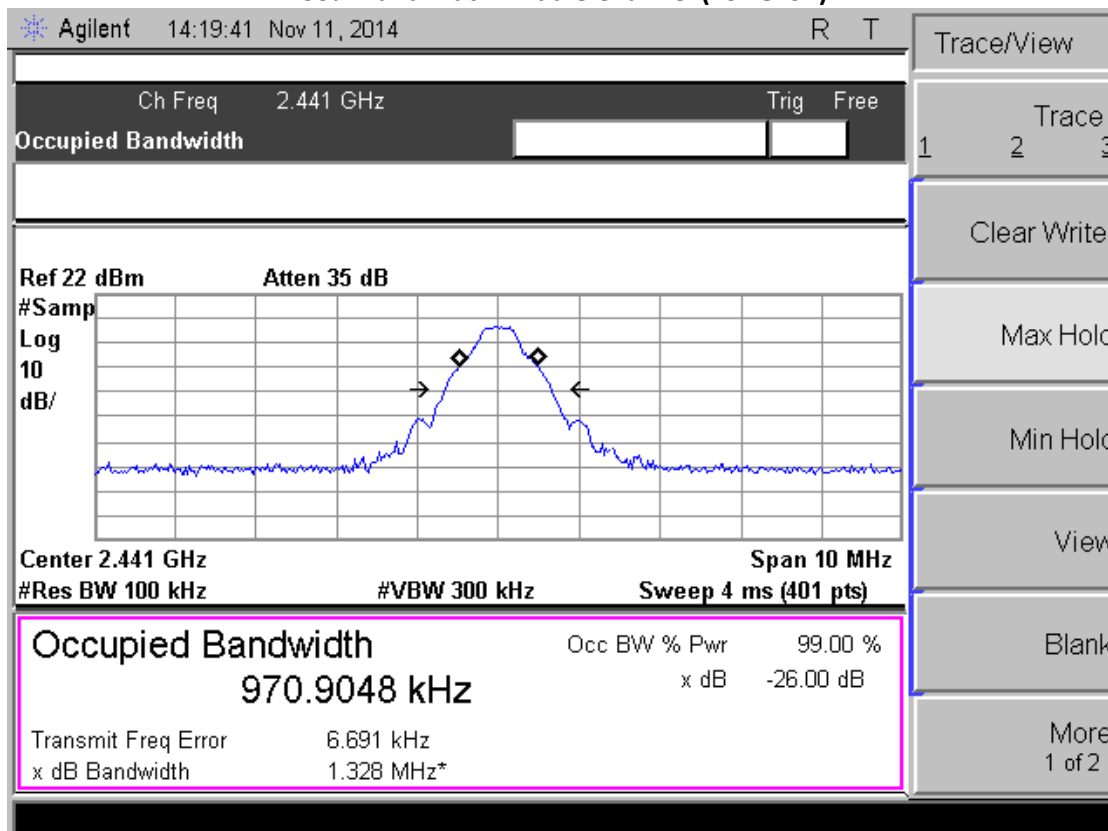 Agilent 14:19:41 Nov 11, 2014 R T
Trace/View
Ch Freq 2.441 GHz Trig Free
Occupied Bandwidth
Trace
1 2 3
Clear Write
Max Hold
Min Hold
View
Blank
More
1 of 2
Ref 22 dBm Atten 35 dB
#Samp
Log
10
dB/
Center 2.441 GHz Span 10 MHz
#Res BW 100 kHz #VBW 300 kHz Sweep 4 ms (401 pts)
Occupied Bandwidth Occ BW % Pwr 99.00 %
970.9048 kHz x dB -26.00 dB
Transmit Freq Error 6.691 kHz
x dB Bandwidth 1.328 MHz*